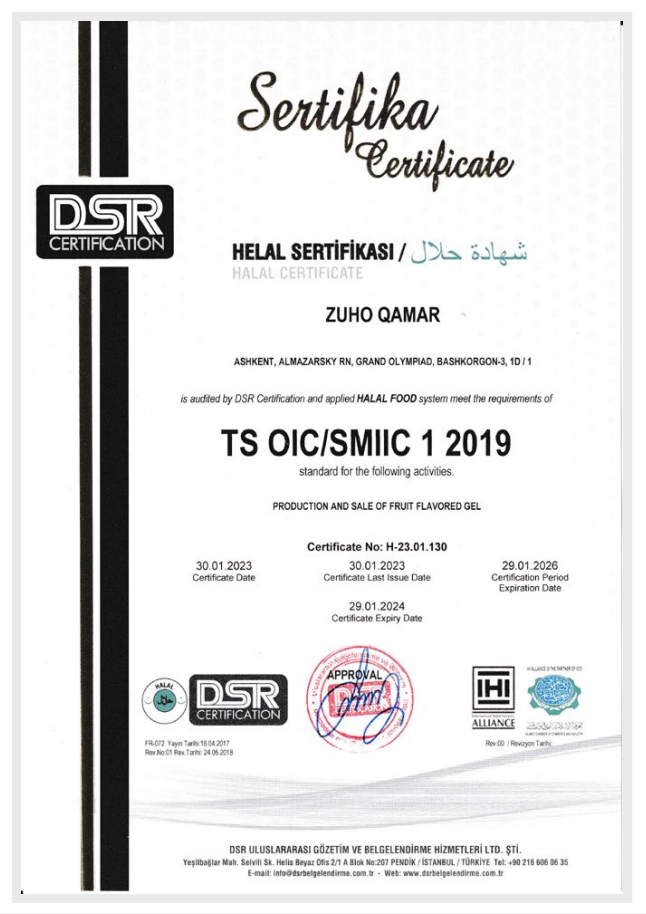 Sertifika
Certificate
DSR
CERTIFICATION
HELAL SERTİFİKASI / شهادة حلال
HALAL CERTIFICATE
ZUHO QAMAR
ASHKENT, ALMAZARSKY RN, GRAND OLYMPIAD, BASHKORGON-3, 1D / 1
is audited by DSR Certification and applied HALAL FOOD system meet the requirements of
TS OIC/SMIIC 1 2019
standard for the following activities.
PRODUCTION AND SALE OF FRUIT FLAVORED GEL
Certificate No: H-23.01.130
30.01.2023 30.01.2023 29.01.2026
Certificate Date Certificate Last Issue Date Certification Period
Expiration Date
29.01.2024
Certificate Expiry Date
APPROVAL
HALAL
حلال
DSR
CERTIFICATION
IHI
ALLIANCE
IHI ALLIANCE IS THE PARTNER OF ICCI
FR-072 Yayın Tarihi:18.04.2017
Rev.No:01 Rev.Tarihi: 24.05.2018
Rev:00 / Revizyon Tarihi:
DSR ULUSLARARASI GÖZETİM VE BELGELENDİRME HİZMETLERİ LTD. ŞTİ.
Yeşilbağlar Mah. Selvili Sk. Helis Beyaz Ofis 2/1 A Blok No:207 PENDİK / İSTANBUL / TÜRKİYE Tel: +90 216 606 06 35
E-mail: info@dsrbelgelendirme.com.tr - Web: www.dsrbelgelendirme.com.tr